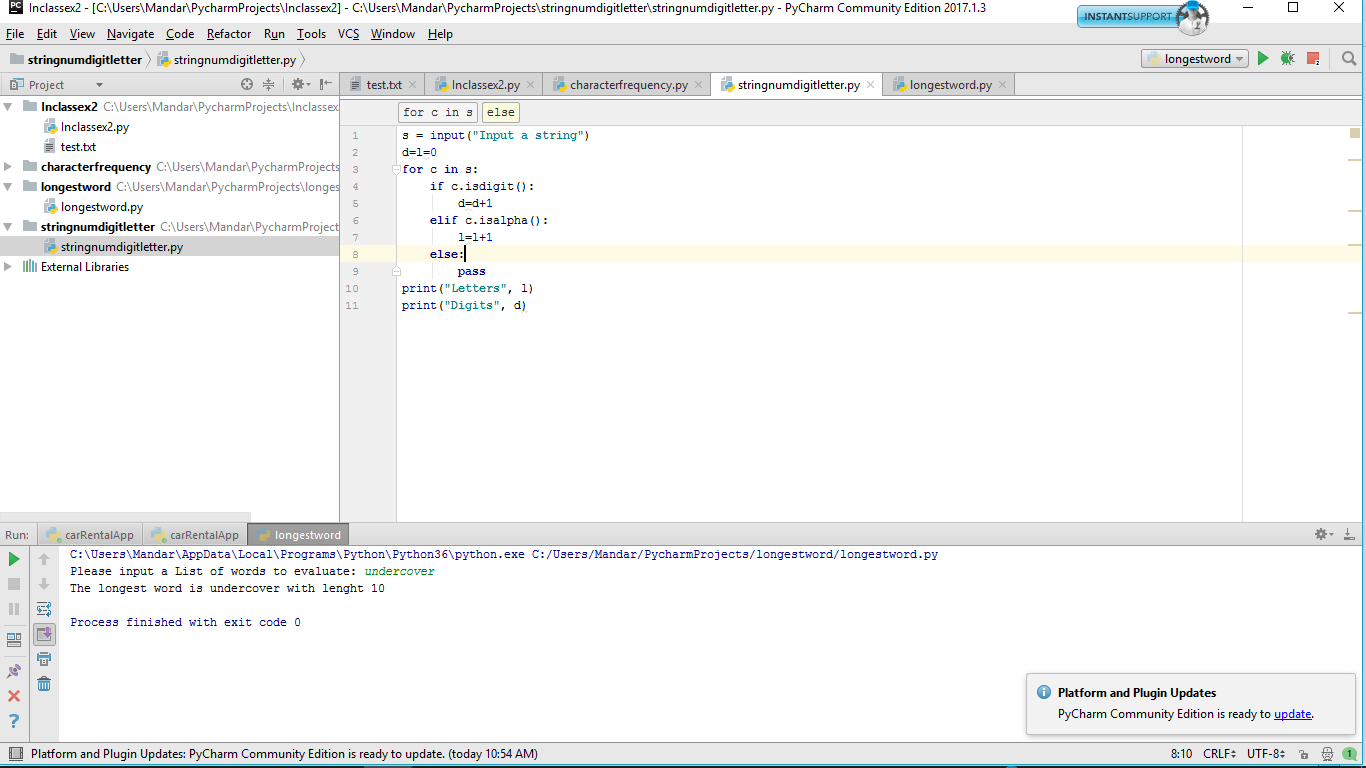 Inclassex2 - [C:\Users\Mandar\PycharmProjects\Inclassex2] - C:\Users\Mandar\PycharmProjects\stringnumdigitletter\stringnumdigitletter.py - PyCharm Community Edition 2017.1.3
INSTANTSUPPORT
File Edit View Navigate Code Refactor Run Tools VCS Window Help
stringnumdigitletter stringnumdigitletter.py
longestword
Project
test.txt Inclassex2.py characterfrequency.py stringnumdigitletter.py longestword.py
Inclassex2 C:\Users\Mandar\PycharmProjects\Inclassex
Inclassex2.py
test.txt
characterfrequency C:\Users\Mandar\PycharmProjects
longestword C:\Users\Mandar\PycharmProjects\longes
longestword.py
stringnumdigitletter C:\Users\Mandar\PycharmProject
stringnumdigitletter.py
External Libraries
for c in s else
1 s = input("Input a string")
2 d=l=0
3 for c in s:
4 if c.isdigit():
5 d=d+1
6 elif c.isalpha():
7 l=l+1
8 else:
9 pass
10 print("Letters", l)
11 print("Digits", d)
Run: carRentalApp carRentalApp longestword
C:\Users\Mandar\AppData\Local\Programs\Python\Python36\python.exe C:/Users/Mandar/PycharmProjects/longestword/longestword.py
Please input a List of words to evaluate: undercover
The longest word is undercover with lenght 10
Process finished with exit code 0
Platform and Plugin Updates
PyCharm Community Edition is ready to update.
Platform and Plugin Updates: PyCharm Community Edition is ready to update. (today 10:54 AM)
8:10 CRLF UTF-8 1